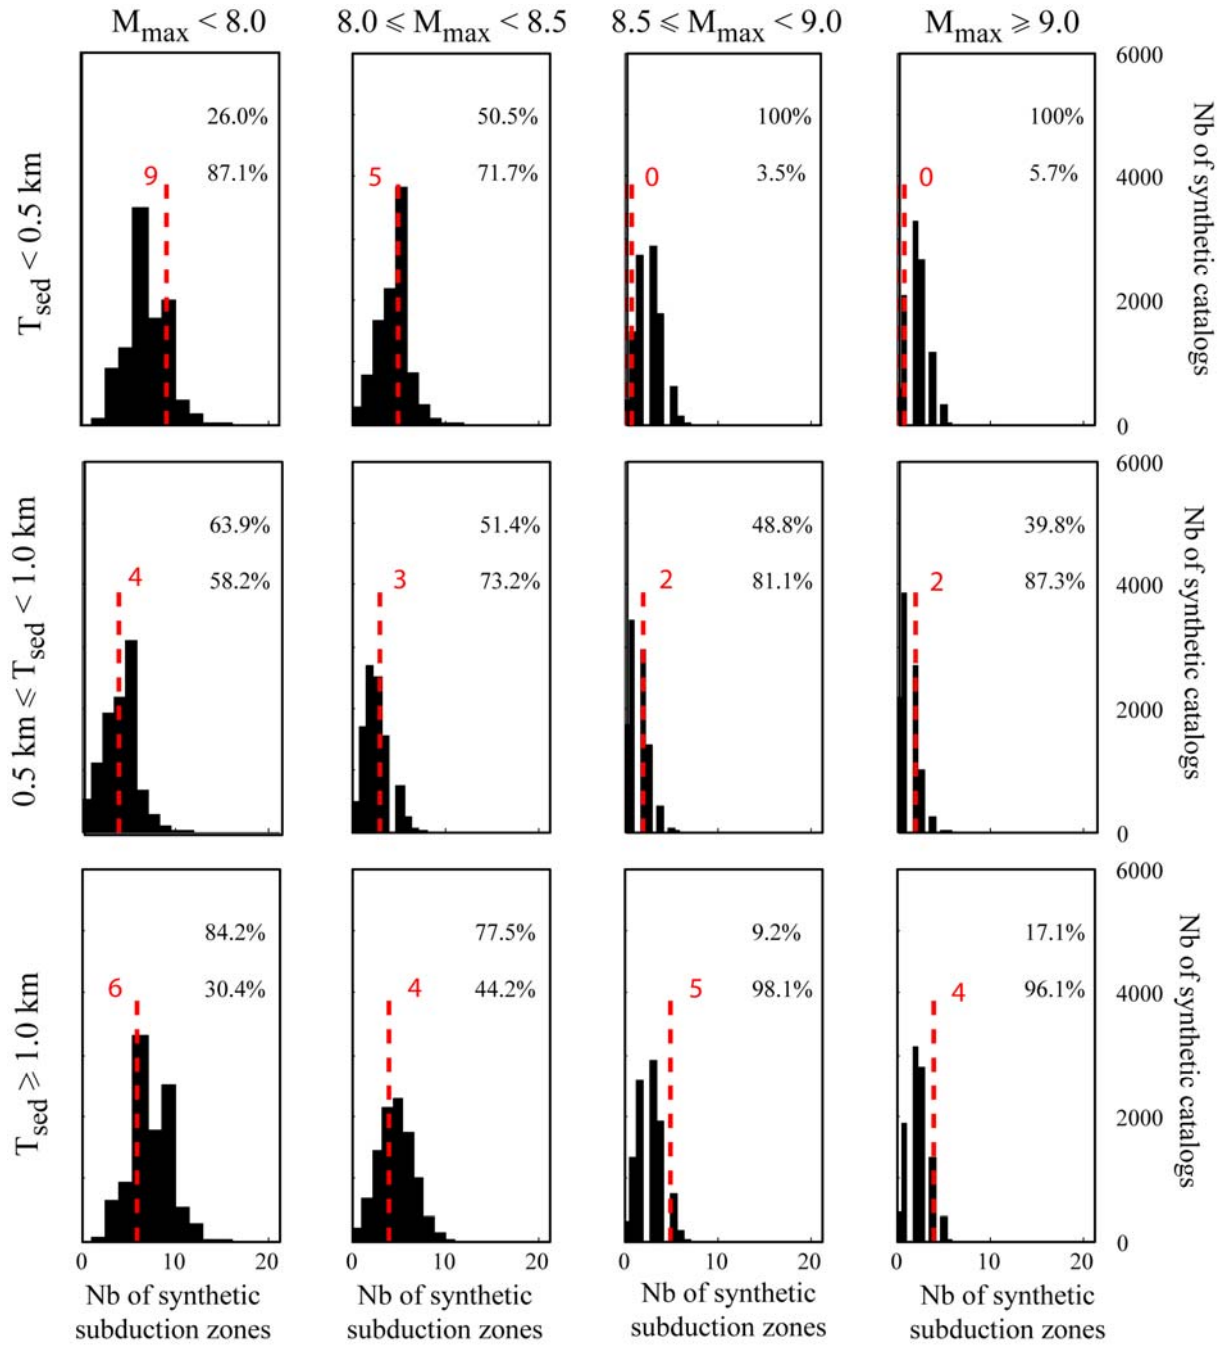 M_max < 8.0
8.0 ⩽ M_max < 8.5
8.5 ⩽ M_max < 9.0
M_max ⩾ 9.0
T_sed < 0.5 km
26.0%
87.1%
9
50.5%
71.7%
5
100%
3.5%
0
100%
5.7%
0
6000
4000
2000
0
Nb of synthetic catalogs
0.5 km ⩽ T_sed < 1.0 km
63.9%
58.2%
4
51.4%
73.2%
3
48.8%
81.1%
2
39.8%
87.3%
2
6000
4000
2000
0
Nb of synthetic catalogs
T_sed ⩾ 1.0 km
84.2%
30.4%
6
77.5%
44.2%
4
9.2%
98.1%
5
17.1%
96.1%
4
6000
4000
2000
0
Nb of synthetic catalogs
0 10 20
0 10 20
0 10 20
0 10 20
Nb of synthetic
subduction zones
Nb of synthetic
subduction zones
Nb of synthetic
subduction zones
Nb of synthetic
subduction zones